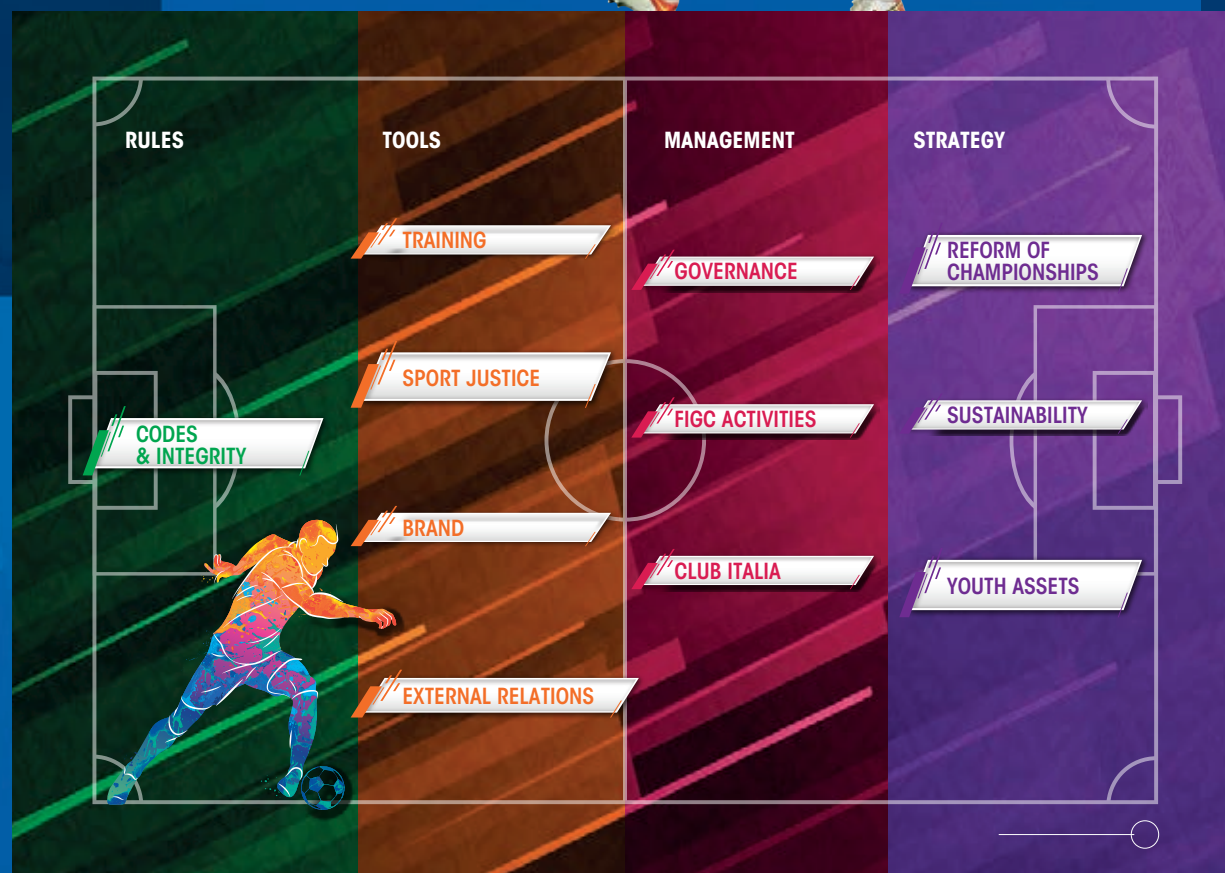 RULES
CODES
& INTEGRITY
TOOLS
TRAINING
SPORT JUSTICE
BRAND
EXTERNAL RELATIONS
MANAGEMENT
GOVERNANCE
FIGC ACTIVITIES
CLUB ITALIA
STRATEGY
REFORM OF
CHAMPIONSHIPS
SUSTAINABILITY
YOUTH ASSETS